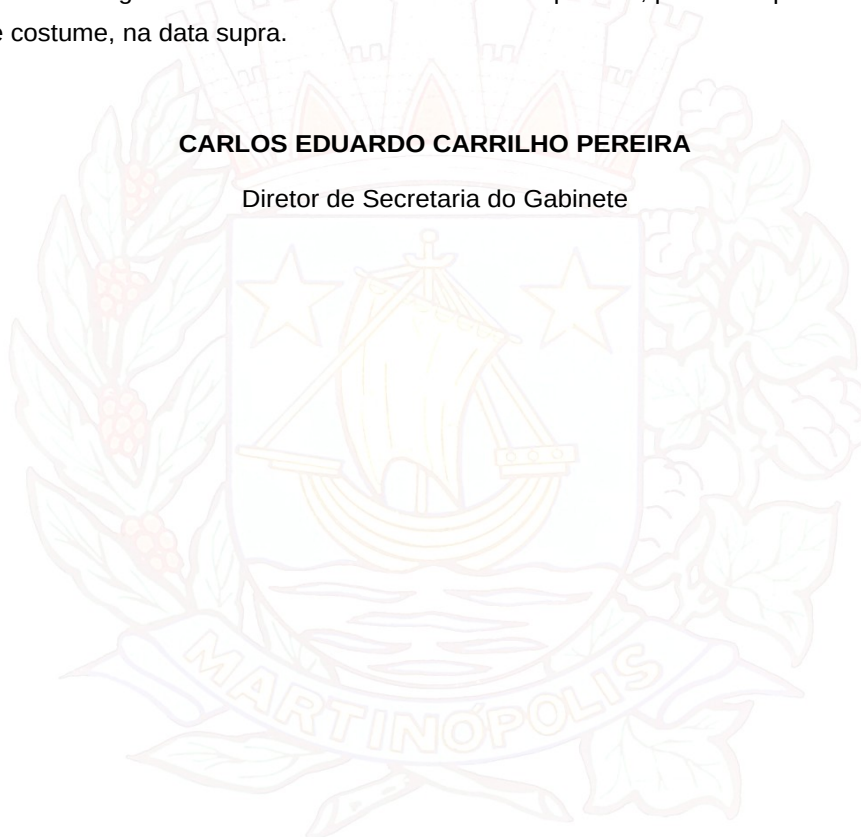 e costume, na data supra.
CARLOS EDUARDO CARRILHO PEREIRA
Diretor de Secretaria do Gabinete
MARTINÓPOLIS